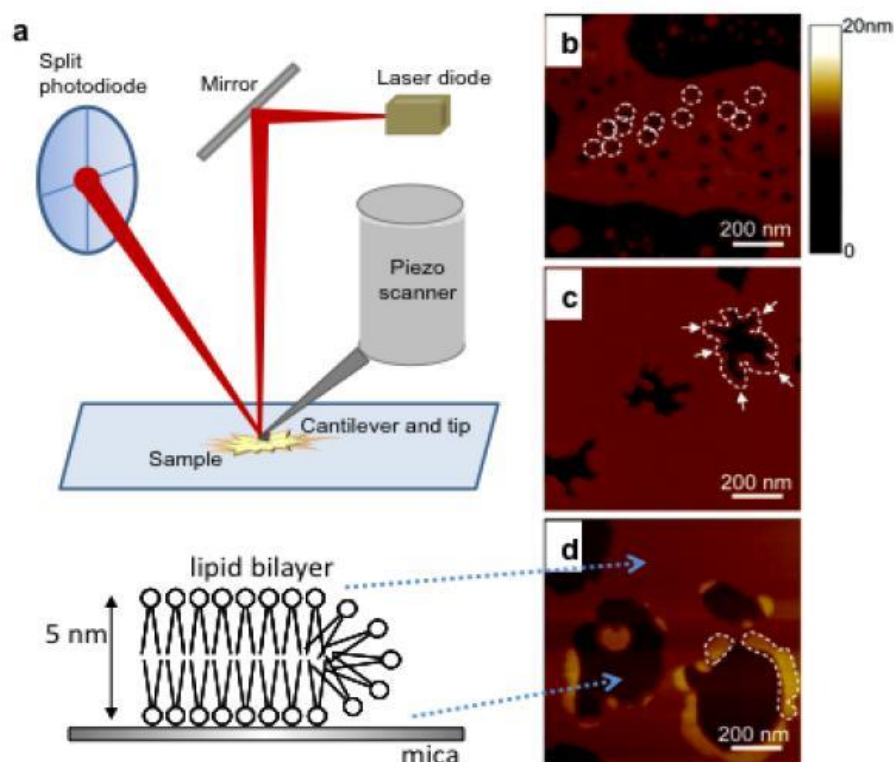 a
Split
photodiode
Mirror
Laser diode
Piezo
scanner
Cantilever and tip
Sample
lipid bilayer
5 nm
mica
b
200 nm
20nm
0
c
200 nm
d
200 nm